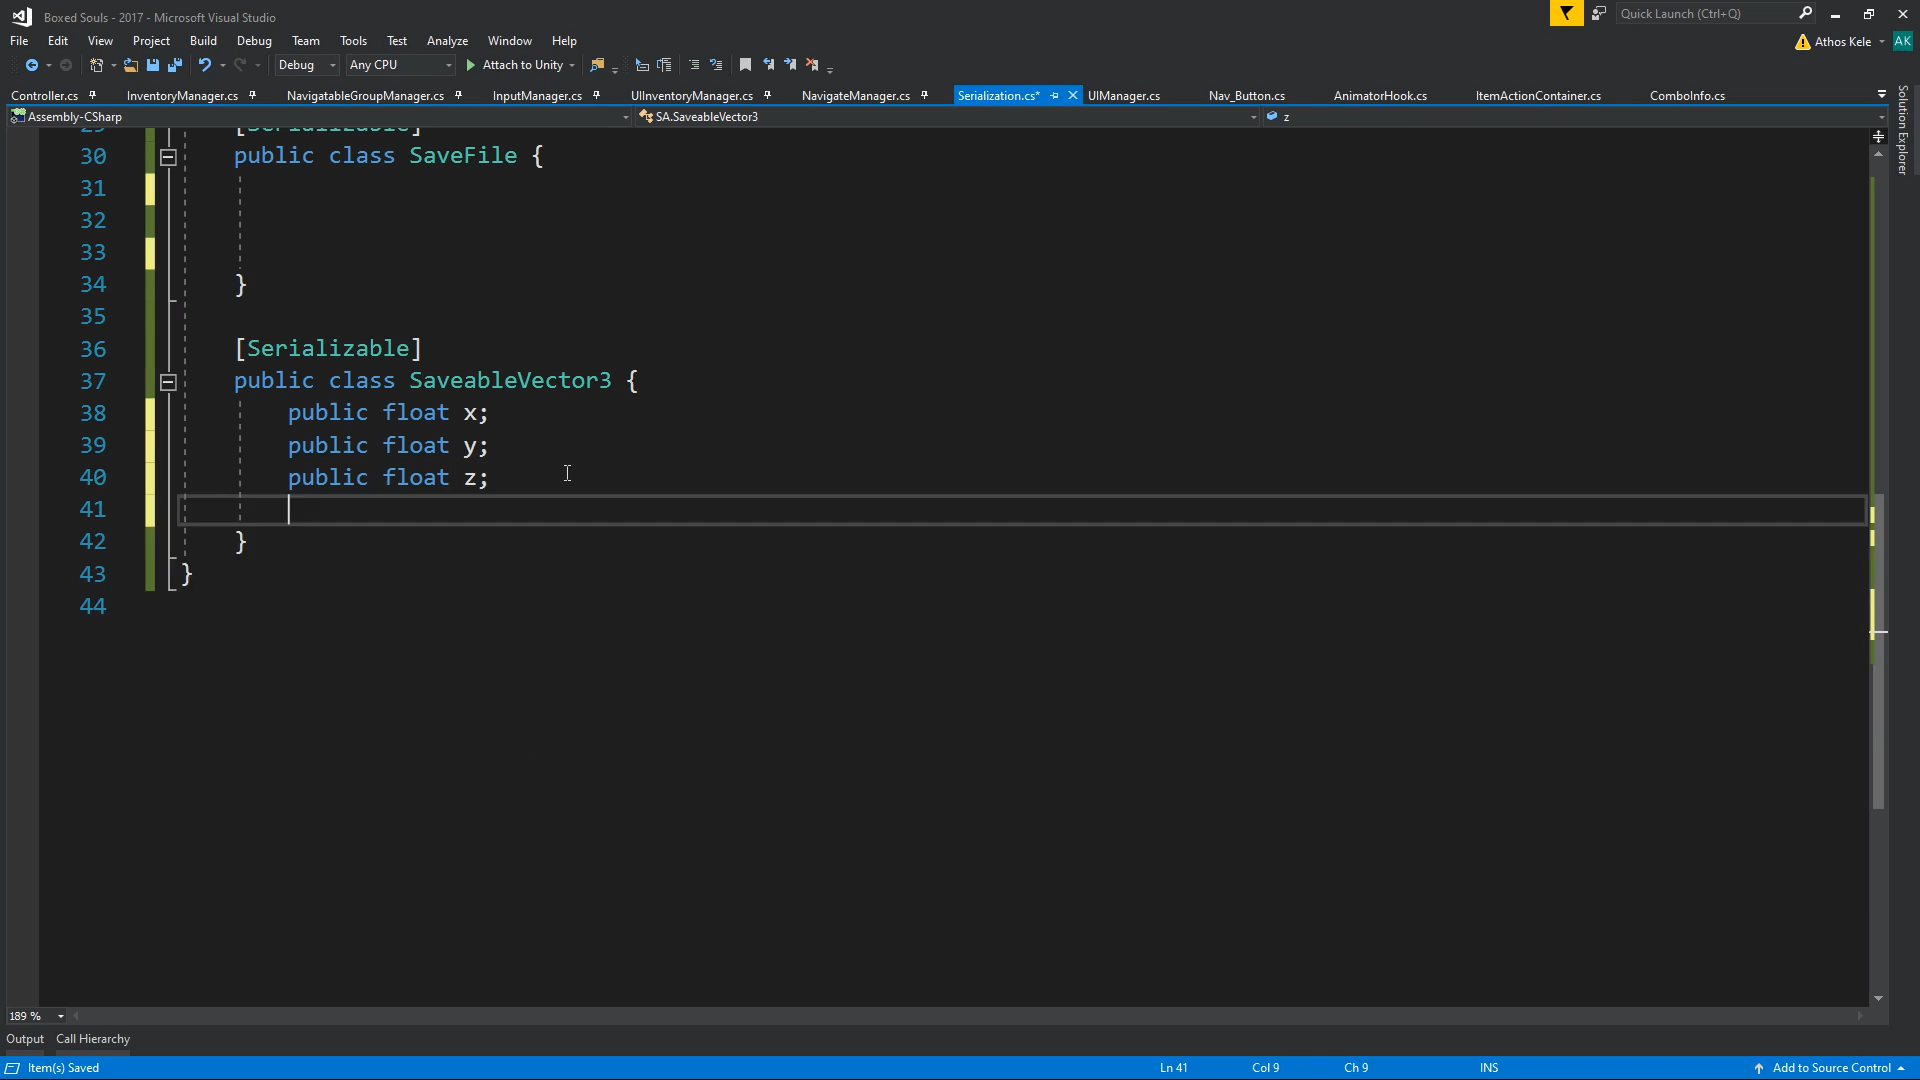 Boxed Souls - 2017 - Microsoft Visual Studio
Quick Launch (Ctrl+Q)
File Edit View Project Build Debug Team Tools Test Analyze Window Help
Athos Kele AK
Debug Any CPU Attach to Unity
Controller.cs InventoryManager.cs NavigatableGroupManager.cs InputManager.cs UIInventoryManager.cs NavigateManager.cs Serialization.cs* UIManager.cs Nav_Button.cs AnimatorHook.cs ItemActionContainer.cs ComboInfo.cs
Assembly-CSharp SA.SaveableVector3 z
Solution Explorer
29 [Serializable]
30 public class SaveFile {
31
32
33
34 }
35
36 [Serializable]
37 public class SaveableVector3 {
38 public float x;
39 public float y;
40 public float z;
41
42 }
43 }
44
189 %
Output Call Hierarchy
Item(s) Saved Ln 41 Col 9 Ch 9 INS Add to Source Control